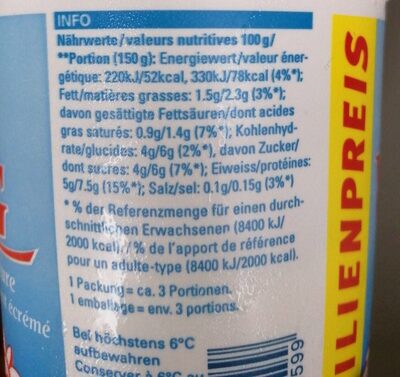 INFO
Nährwerte/valeurs nutritives 100g/
**Portion (150g): Energiewert/valeur éner-
gétique: 220kJ/52kcal, 330kJ/78kcal (4%*);
Fett/matières grasses: 1.5g/2.3g (3%*);
davon gesättigte Fettsäuren/dont acides
gras saturés: 0.9g/1.4g (7%*); Kohlenhyd-
rate/glucides: 4g/6g (2%*), davon Zucker/
dont sucres: 4g/6g (7%*); Eiweiss/protéines:
5g/7.5g (15%*); Salz/sel: 0.1g/0.15g (3%*)
* % der Referenzmenge für einen durch-
schnittlichen Erwachsenen (8400 kJ/
2000 kcal)./% de l'apport de référence
pour un adulte-type (8400 kJ/2000 kcal).
1 Packung= ca. 3 Portionen.
1 emballage= env. 3 portions.
Bei höchstens 6°C
aufbewahren
Conserver à 6°C au
ILIENPREIS
écrémé
599